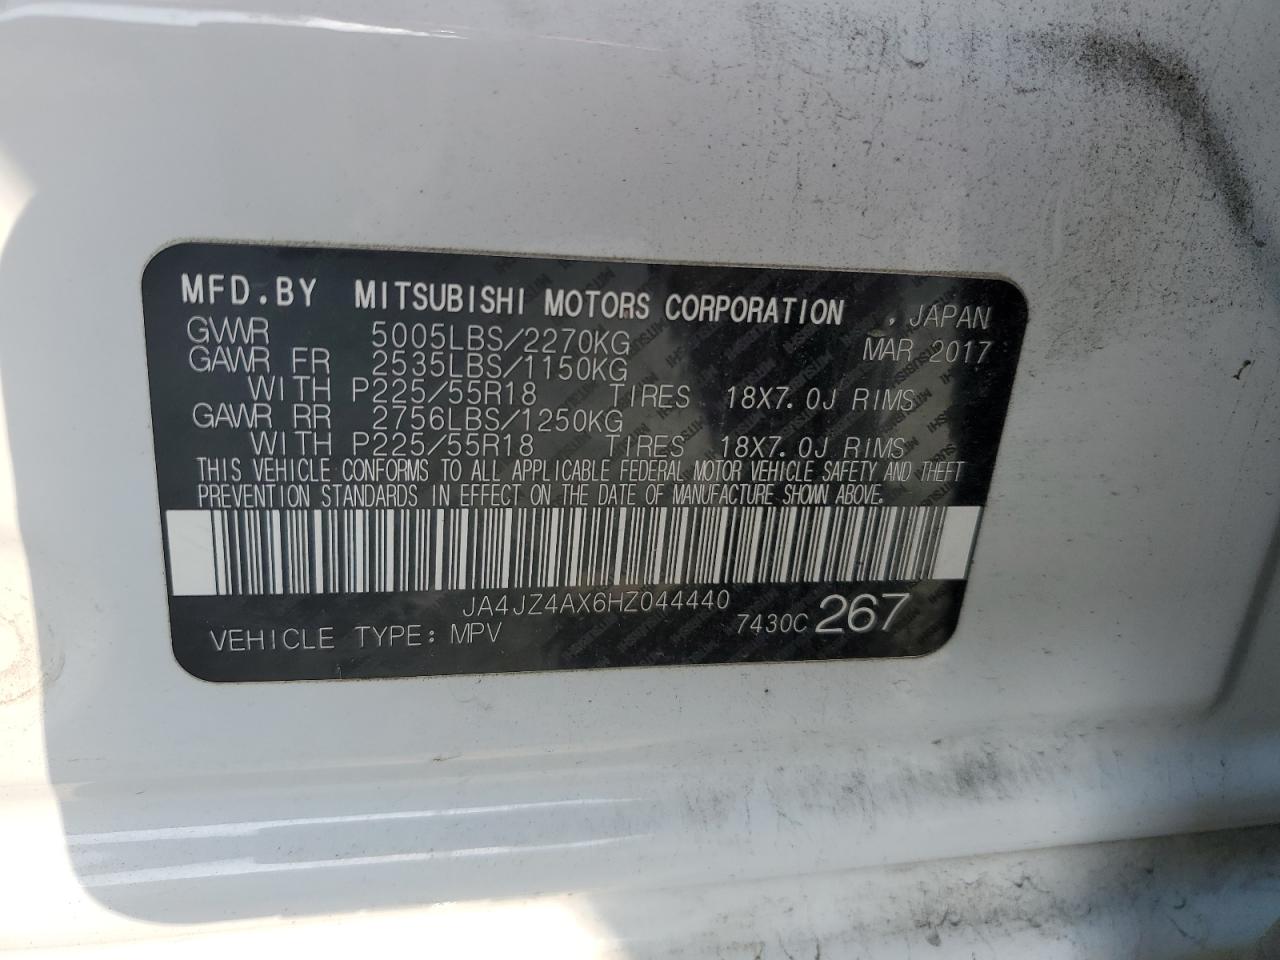 MFD.BY MITSUBISHI MOTORS CORPORATION , JAPAN
GVWR 5005LBS/2270KG MAR 2017
GAWR FR 2535LBS/1150KG
WITH P225/55R18 TIRES 18X7.0J RIMS
GAWR RR 2756LBS/1250KG
WITH P225/55R18 TIRES 18X7.0J RIMS
THIS VEHICLE CONFORMS TO ALL APPLICABLE FEDERAL MOTOR VEHICLE SAFETY AND THEFT
PREVENTION STANDARDS IN EFFECT ON THE DATE OF MANUFACTURE SHOWN ABOVE.
JA4JZ4AX6HZ044440
VEHICLE TYPE: MPV 7430C 267